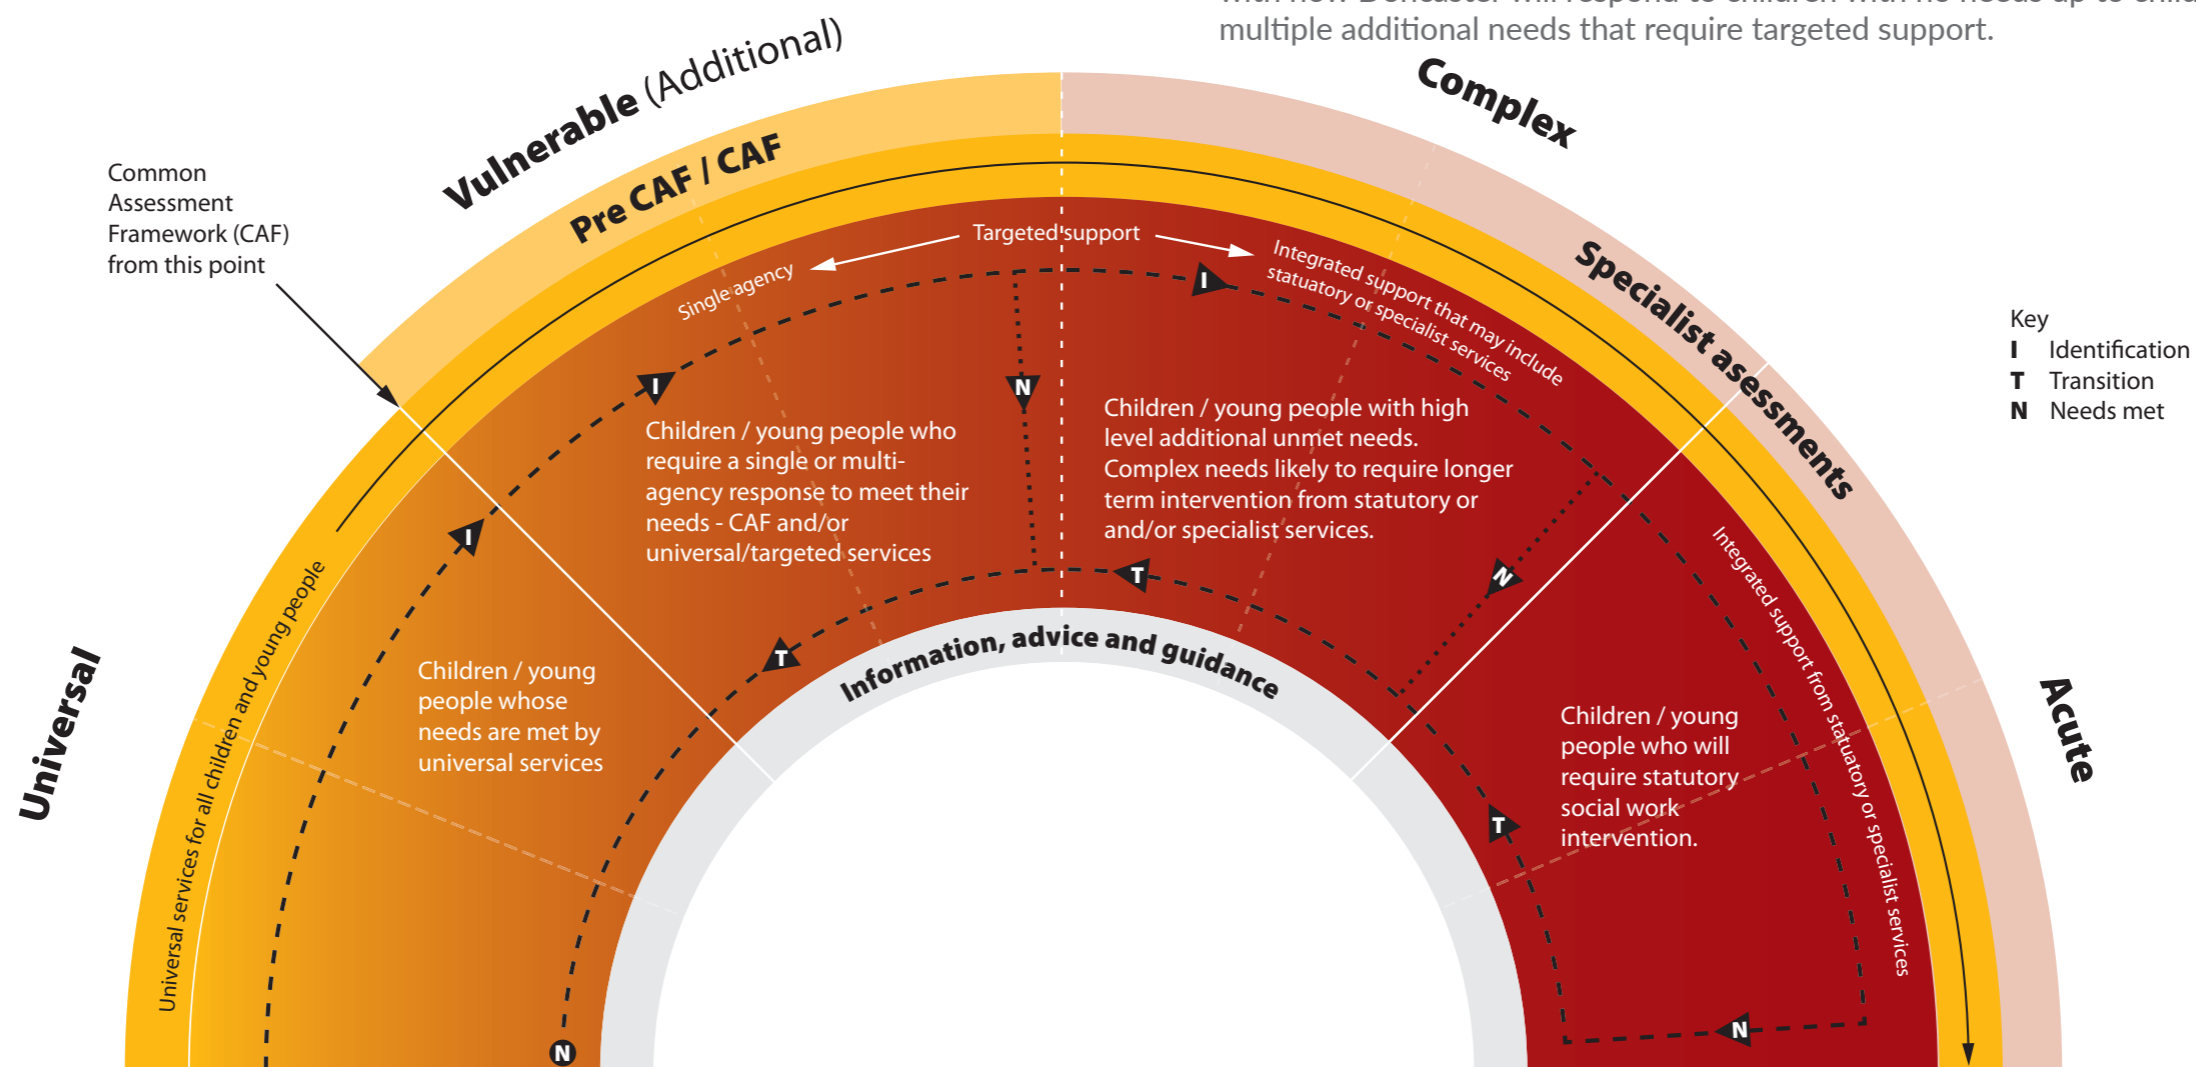 multiple additional needs that require targeted support.
Vulnerable (Additional)
Complex
Pre CAF / CAF
Common
Assessment
Framework (CAF)
from this point
Targeted support
Single agency
Integrated support that may include
statuatory or specialist services
Specialist asessments
Key
I Identification
T Transition
N Needs met
I
I
I
N
Children / young people who
require a single or multi-
agency response to meet their
needs - CAF and/or
universal/targeted services
Children / young people with high
level additional unmet needs.
Complex needs likely to require longer
term intervention from statutory or
and/or specialist services.
N
T
T
Information, advice and guidance
Universal
Universal services for all children and young people
Children / young
people whose
needs are met by
universal services
Integrated support from statuatory or specialist services
Acute
Children / young
people who will
require statutory
social work
intervention.
T
N
N